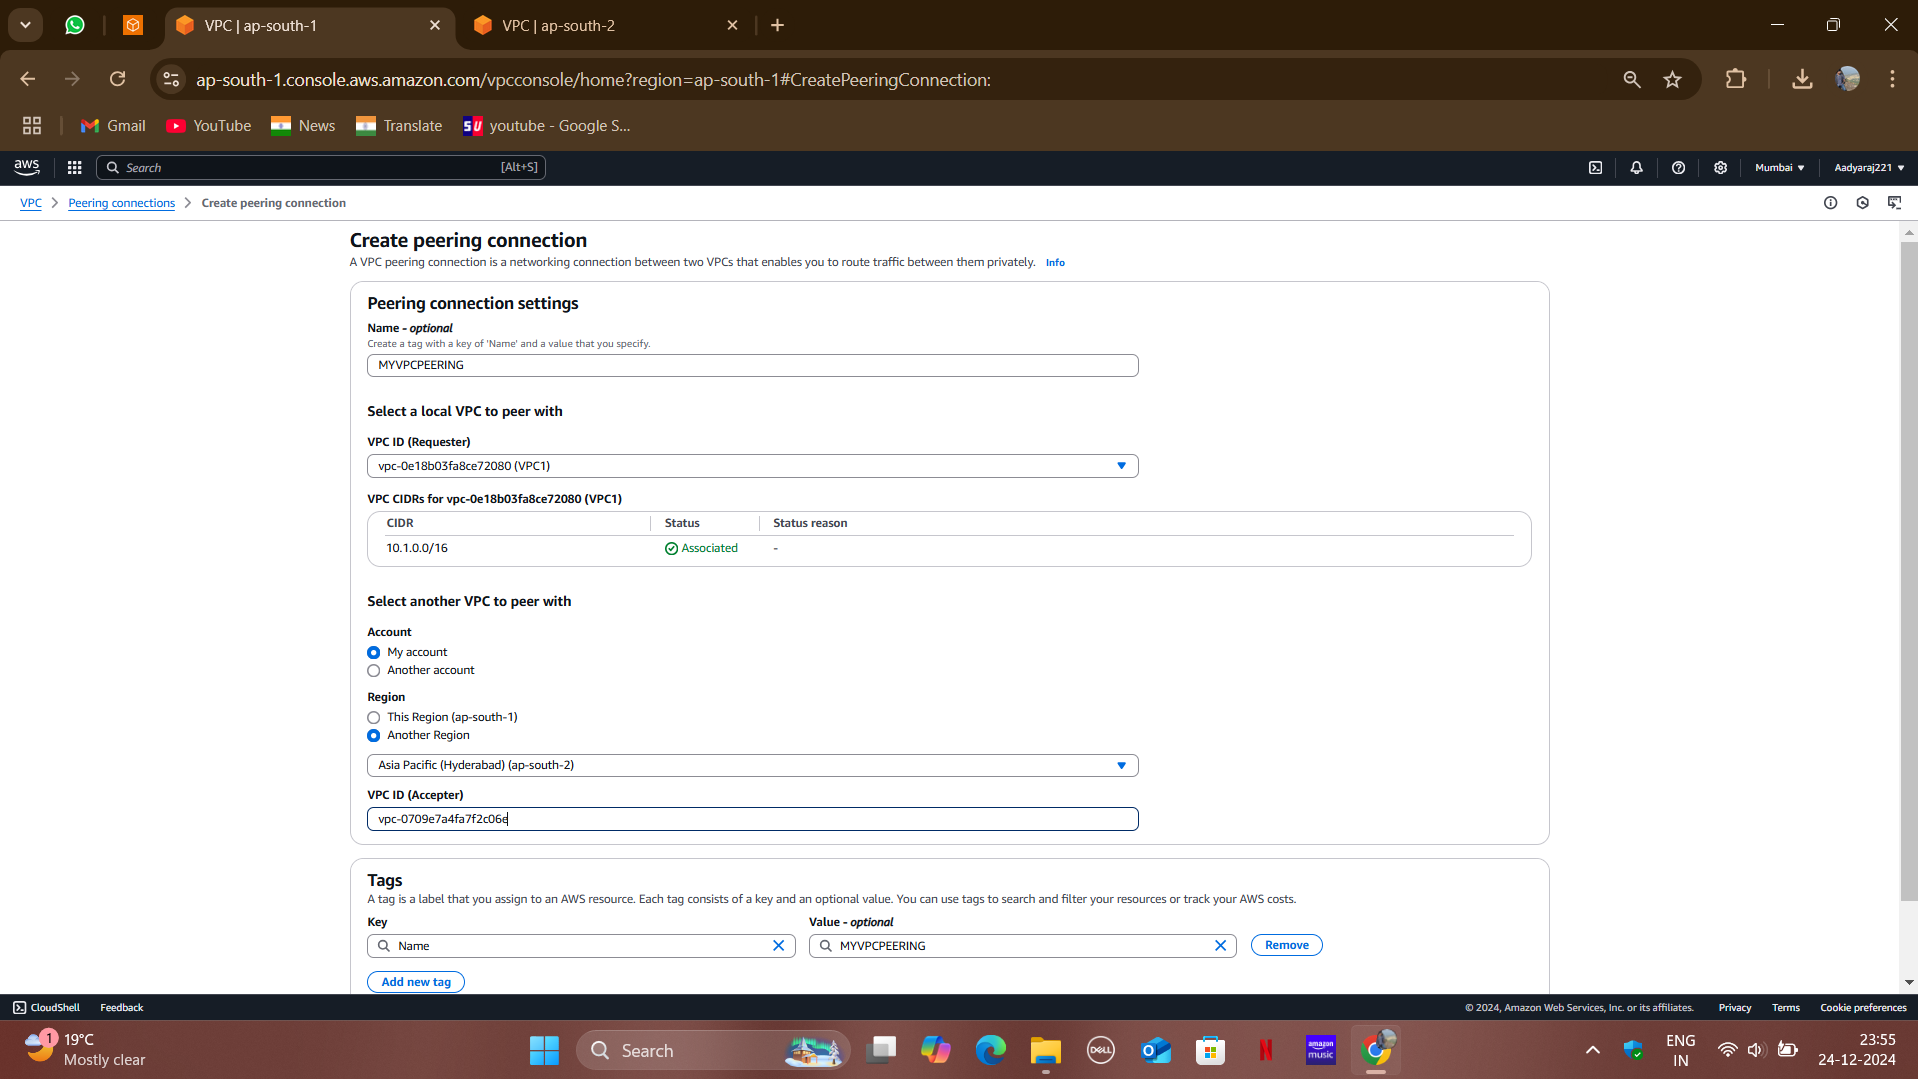 VPC | ap-south-1
VPC | ap-south-2
ap-south-1.console.aws.amazon.com/vpcconsole/home?region=ap-south-1#CreatePeeringConnection:
Gmail
YouTube
News
Translate
SU
youtube - Google S...
aws
Search
[Alt+S]
Mumbai
Aadyaraj221
VPC
Peering connections
Create peering connection
Create peering connection
A VPC peering connection is a networking connection between two VPCs that enables you to route traffic between them privately. Info
Peering connection settings
Name - optional
Create a tag with a key of 'Name' and a value that you specify.
MYVPCPEERING
Select a local VPC to peer with
VPC ID (Requester)
vpc-0e18b03fa8ce72080 (VPC1)
VPC CIDRs for vpc-0e18b03fa8ce72080 (VPC1)
CIDR Status Status reason
10.1.0.0/16 Associated -
Select another VPC to peer with
Account
My account
Another account
Region
This Region (ap-south-1)
Another Region
Asia Pacific (Hyderabad) (ap-south-2)
VPC ID (Accepter)
vpc-0709e7a4fa7f2c06e
Tags
A tag is a label that you assign to an AWS resource. Each tag consists of a key and an optional value. You can use tags to search and filter your resources or track your AWS costs.
Key
Value - optional
Name
MYVPCPEERING
Remove
Add new tag
CloudShell
Feedback
© 2024, Amazon Web Services, Inc. or its affiliates.
Privacy
Terms
Cookie preferences
1
19°C
Mostly clear
Search
DELL
N
amazon music
ENG
IN
23:55
24-12-2024